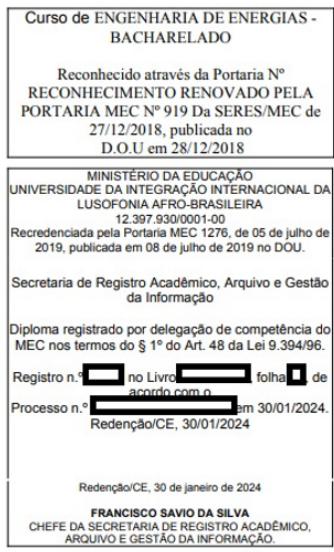 Curso de ENGENHARIA DE ENERGIAS -
BACHARELADO
Reconhecido através da Portaria Nº
RECONHECIMENTO RENOVADO PELA
PORTARIA MEC Nº 919 Da SERES/MEC de
27/12/2018, publicada no
D.O.U em 28/12/2018
MINISTÉRIO DA EDUCAÇÃO
UNIVERSIDADE DA INTEGRAÇÃO INTERNACIONAL DA
LUSOFONIA AFRO-BRASILEIRA
12.397.930/0001-00
Recredenciada pela Portaria MEC 1276, de 05 de julho de
2019, publicada em 08 de julho de 2019 no DOU.
Secretaria de Registro Acadêmico, Arquivo e Gestão
da Informação
Diploma registrado por delegação de competência do
MEC nos termos do § 1º do Art. 48 da Lei 9.394/96.
Registro n.º no Livro , folha , de
acordo com o
Processo n.º em 30/01/2024.
Redenção/CE, 30/01/2024
Redenção/CE, 30 de janeiro de 2024
FRANCISCO SAVIO DA SILVA
CHEFE DA SECRETARIA DE REGISTRO ACADÊMICO,
ARQUIVO E GESTÃO DA INFORMAÇÃO.